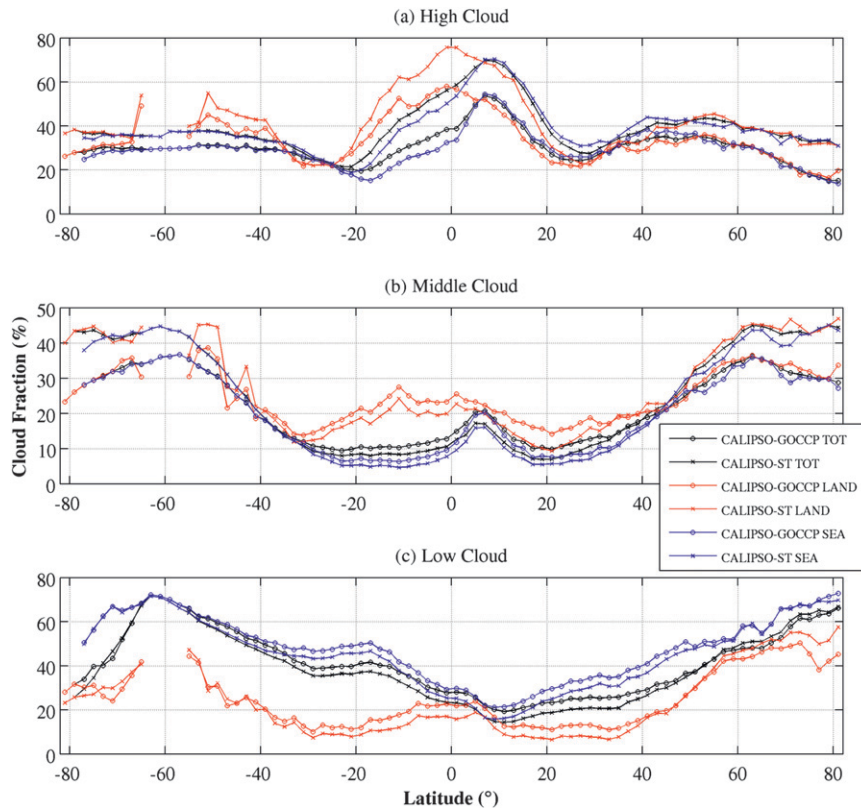 (a) High Cloud
80
60
40
20
0
-80 -60 -40 -20 0 20 40 60 80
(b) Middle Cloud
50
40
30
20
10
0
-80 -60 -40 -20 0 20
Cloud Fraction (%)
CALIPSO-GOCCP TOT
CALIPSO-ST TOT
CALIPSO-GOCCP LAND
CALIPSO-ST LAND
CALIPSO-GOCCP SEA
CALIPSO-ST SEA
(c) Low Cloud
80
60
40
20
0
-80 -60 -40 -20 0 20 40 60 80
Latitude (°)